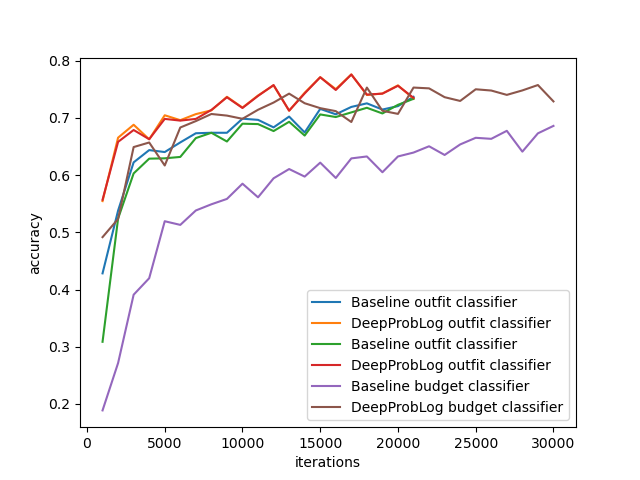 0.8
0.7
0.6
0.5
0.4
0.3
0.2
accuracy
Baseline outfit classifier
DeepProbLog outfit classifier
Baseline outfit classifier
DeepProbLog outfit classifier
Baseline budget classifier
DeepProbLog budget classifier
0 5000 10000 15000 20000 25000 30000
iterations